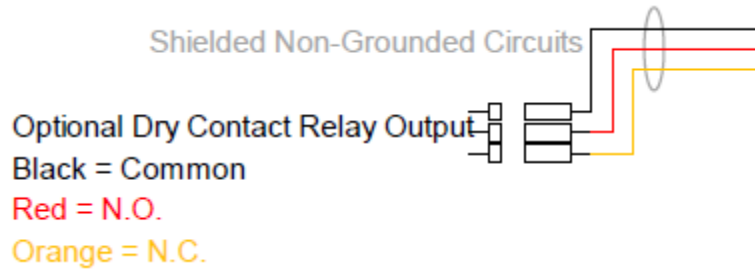 Shielded Non-Grounded Circuits
Optional Dry Contact Relay Output
Black = Common
Red = N.O.
Orange = N.C.